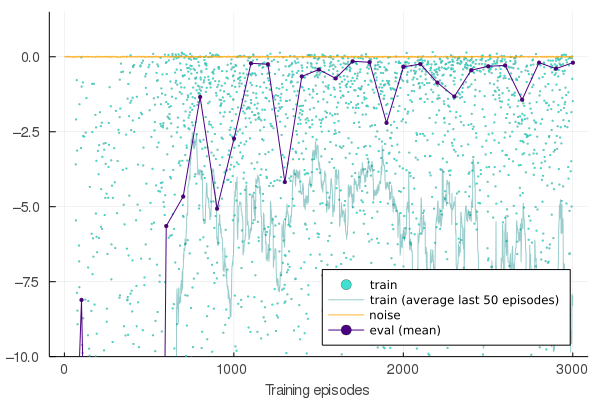 0.0
−2.5
−5.0
−7.5
−10.0
train
train (average last 50 episodes)
noise
eval (mean)
0 1000 2000 3000
Training episodes